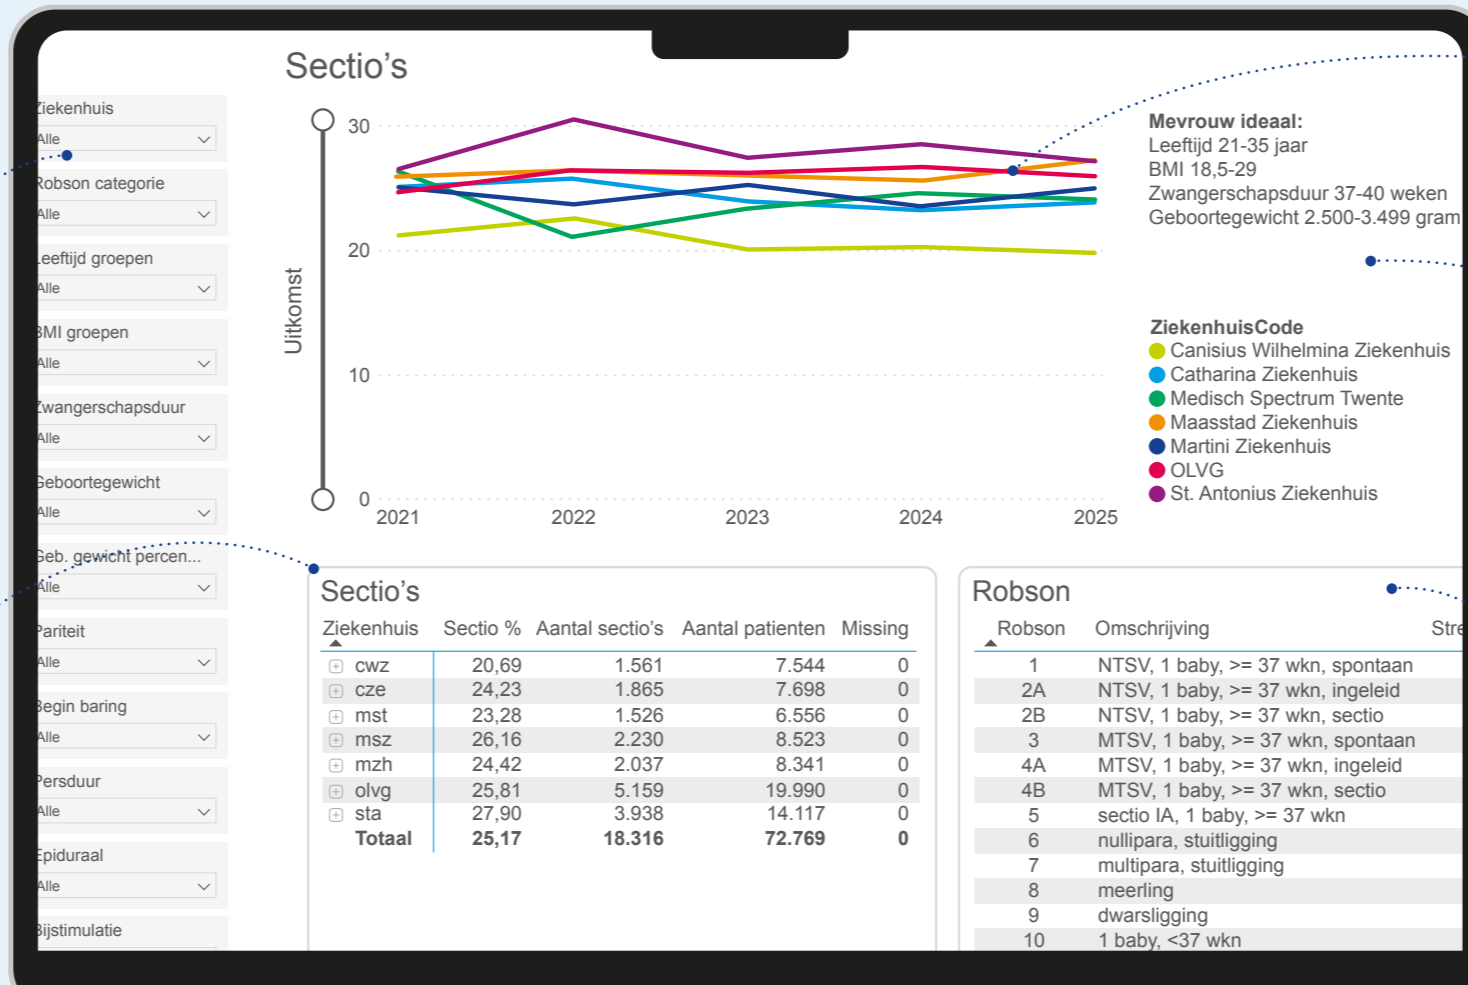 Sectio's
Ziekenhuis
Alle
Robson categorie
Alle
Leeftijd groepen
Alle
BMI groepen
Alle
Zwangerschapsduur
Alle
Geboortegewicht
Alle
Geb. gewicht percen...
Alle
Pariteit
Alle
Begin baring
Alle
Persduur
Alle
Epiduraal
Alle
Bijstimulatie
Uitkomst
30
20
10
0
2021 2022 2023 2024 2025
Mevrouw ideaal:
Leeftijd 21-35 jaar
BMI 18,5-29
Zwangerschapsduur 37-40 weken
Geboortegewicht 2.500-3.499 gram
ZiekenhuisCode
Canisius Wilhelmina Ziekenhuis
Catharina Ziekenhuis
Medisch Spectrum Twente
Maasstad Ziekenhuis
Martini Ziekenhuis
OLVG
St. Antonius Ziekenhuis
Sectio's
Ziekenhuis Sectio % Aantal sectio's Aantal patienten Missing
cwz 20,69 1.561 7.544 0
cze 24,23 1.865 7.698 0
mst 23,28 1.526 6.556 0
msz 26,16 2.230 8.523 0
mzh 24,42 2.037 8.341 0
olvg 25,81 5.159 19.990 0
sta 27,90 3.938 14.117 0
Totaal 25,17 18.316 72.769 0
Robson
Robson Omschrijving Stre
1 NTSV, 1 baby, >= 37 wkn, spontaan
2A NTSV, 1 baby, >= 37 wkn, ingeleid
2B NTSV, 1 baby, >= 37 wkn, sectio
3 MTSV, 1 baby, >= 37 wkn, spontaan
4A MTSV, 1 baby, >= 37 wkn, ingeleid
4B MTSV, 1 baby, >= 37 wkn, sectio
5 sectio IA, 1 baby, >= 37 wkn
6 nullipara, stuitligging
7 multipara, stuitligging
8 meerling
9 dwarsligging
10 1 baby, <37 wkn